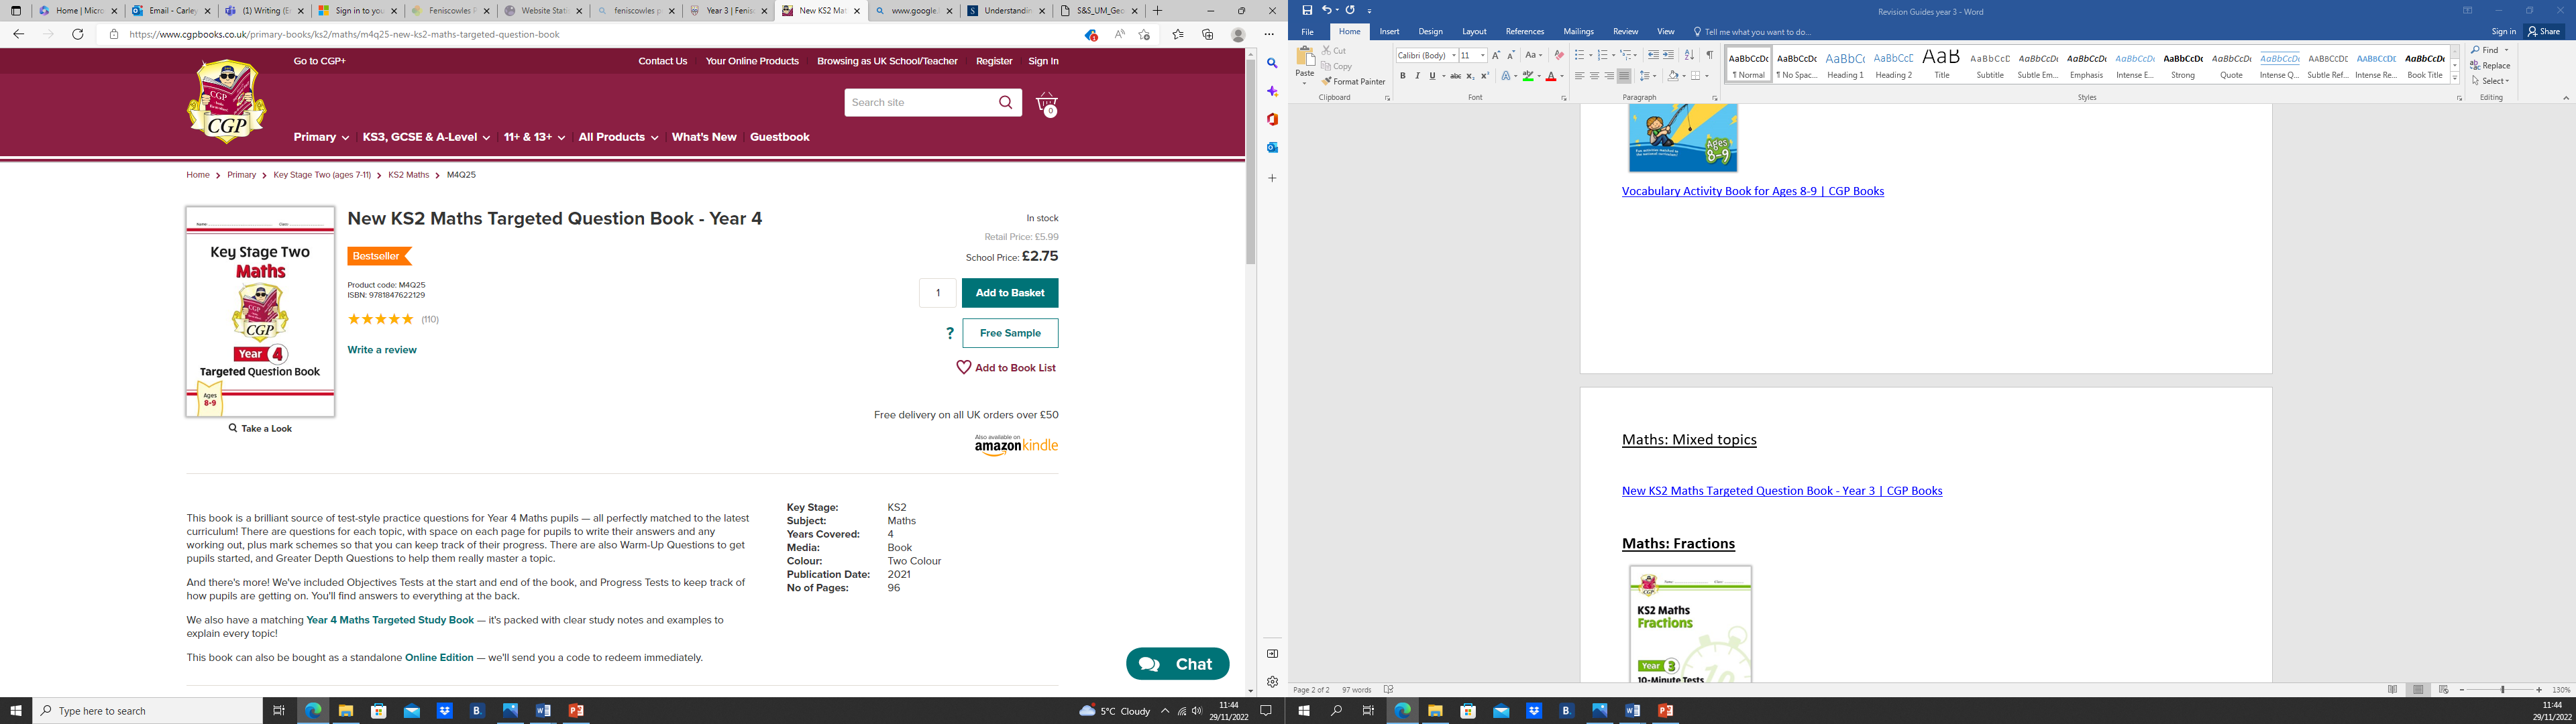 Home | Micro
Email - Carley
(1) Writing (E
Sign in to you
Feniscowles P
Website Stati
feniscowles p
Year 3 | Fenis
New KS2 Mat
www.google.
Understandin
S&S_UM_Geo
https://www.cgpbooks.co.uk/primary-books/ks2/maths/m4q25-new-ks2-maths-targeted-question-book
Go to CGP+
Contact Us
Your Online Products
Browsing as UK School/Teacher
Register
Sign In
CGP
Search site
0
Primary
KS3, GCSE & A-Level
11+ & 13+
All Products
What's New
Guestbook
Home > Primary > Key Stage Two (ages 7-11) > KS2 Maths > M4Q25
Key Stage Two
Maths
CGP
Year 4
Targeted Question Book
Ages
8-9
Take a Look
New KS2 Maths Targeted Question Book - Year 4
Bestseller
Product code: M4Q25
ISBN: 9781847622129
(110)
Write a review
In stock
Retail Price: £5.99
School Price: £2.75
1
Add to Basket
?
Free Sample
Add to Book List
Free delivery on all UK orders over £50
Also available on
amazonkindle
This book is a brilliant source of test-style practice questions for Year 4 Maths pupils — all perfectly matched to the latest
curriculum! There are questions for each topic, with space on each page for pupils to write their answers and any
working out, plus mark schemes so that you can keep track of their progress. There are also Warm-Up Questions to get
pupils started, and Greater Depth Questions to help them really master a topic.
And there's more! We've included Objectives Tests at the start and end of the book, and Progress Tests to keep track of
how pupils are getting on. You'll find answers to everything at the back.
We also have a matching Year 4 Maths Targeted Study Book — it's packed with clear study notes and examples to
explain every topic!
This book can also be bought as a standalone Online Edition — we'll send you a code to redeem immediately.
Key Stage: KS2
Subject: Maths
Years Covered: 4
Media: Book
Colour: Two Colour
Publication Date: 2021
No of Pages: 96
Chat
Type here to search
5°C Cloudy
11:44
29/11/2022
Revision Guides year 3 - Word
Sign in
Share
File
Home
Insert
Design
Layout
References
Mailings
Review
View
Tell me what you want to do...
Paste
Cut
Copy
Format Painter
Clipboard
Calibri (Body)
11
Font
Paragraph
AaBbCcDc
¶ Normal
¶ No Spac...
Heading 1
Heading 2
Title
Subtitle
Subtle Em...
Emphasis
Intense E...
Strong
Quote
Intense Q...
Subtle Ref...
Intense Re...
Book Title
Styles
Find
Replace
Select
Editing
Ages
8-9
Vocabulary Activity Book for Ages 8-9 | CGP Books
Maths: Mixed topics
New KS2 Maths Targeted Question Book - Year 3 | CGP Books
Maths: Fractions
KS2 Maths
Fractions
Year 3
10-Minute Tests
Page 2 of 2
97 words
130%
11:44
29/11/2022